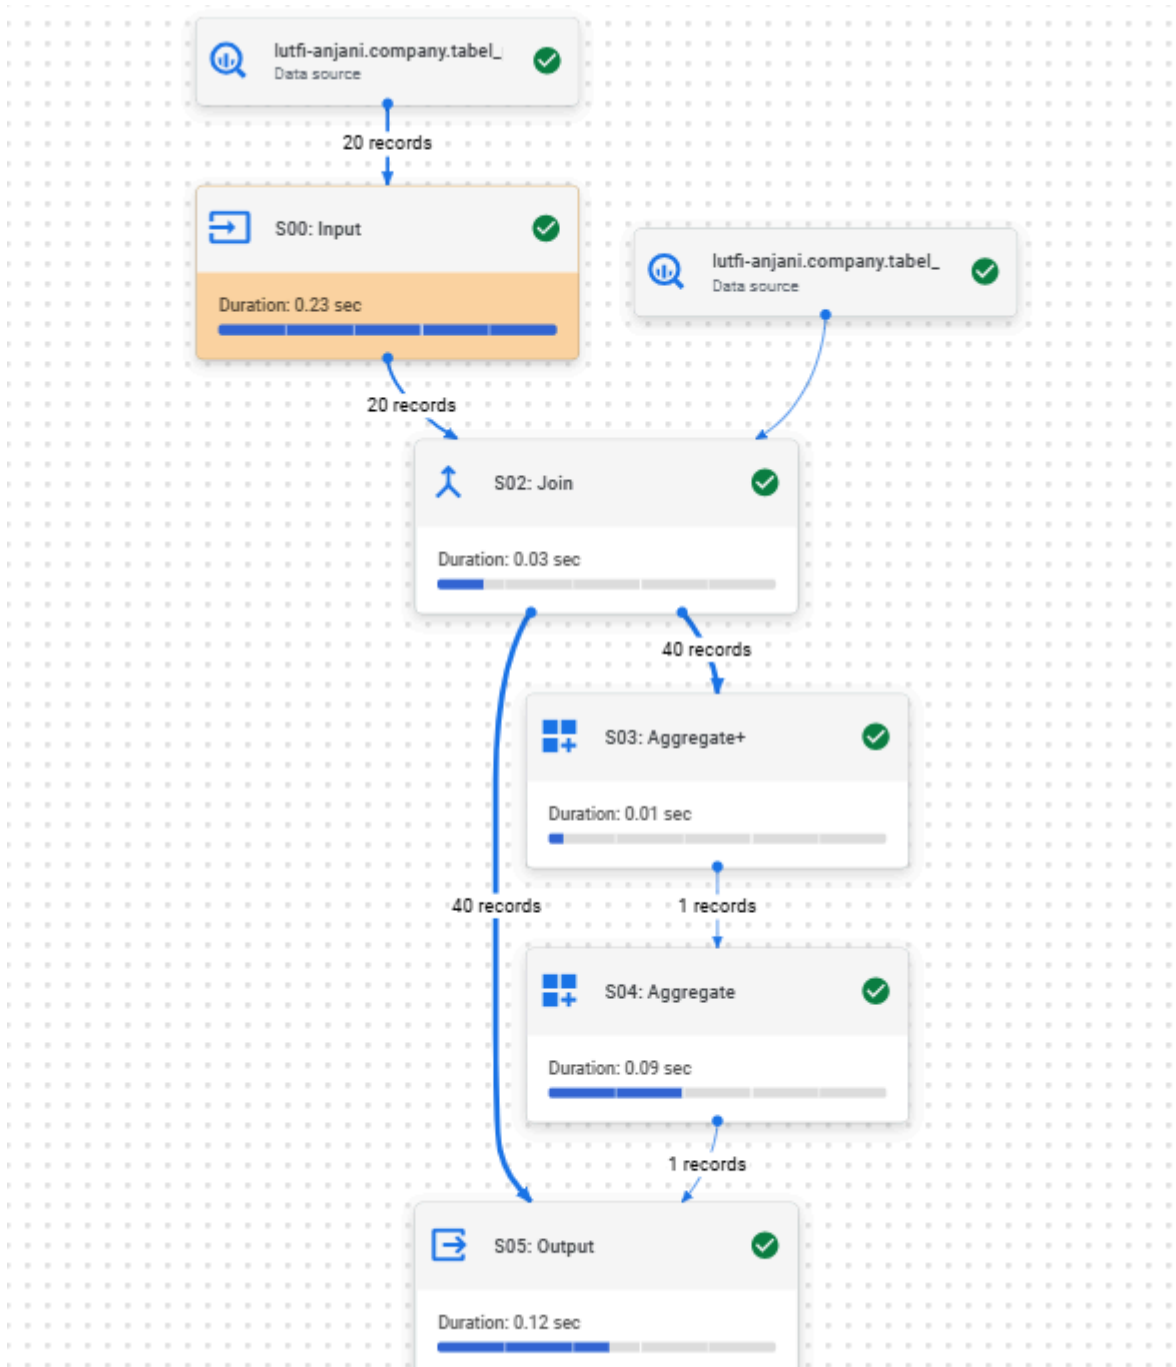 lutfi-anjani.company.tabel_
Data source
20 records
S00: Input
Duration: 0.23 sec
lutfi-anjani.company.tabel_
Data source
20 records
S02: Join
Duration: 0.03 sec
40 records
S03: Aggregate+
Duration: 0.01 sec
40 records
1 records
S04: Aggregate
Duration: 0.09 sec
1 records
S05: Output
Duration: 0.12 sec